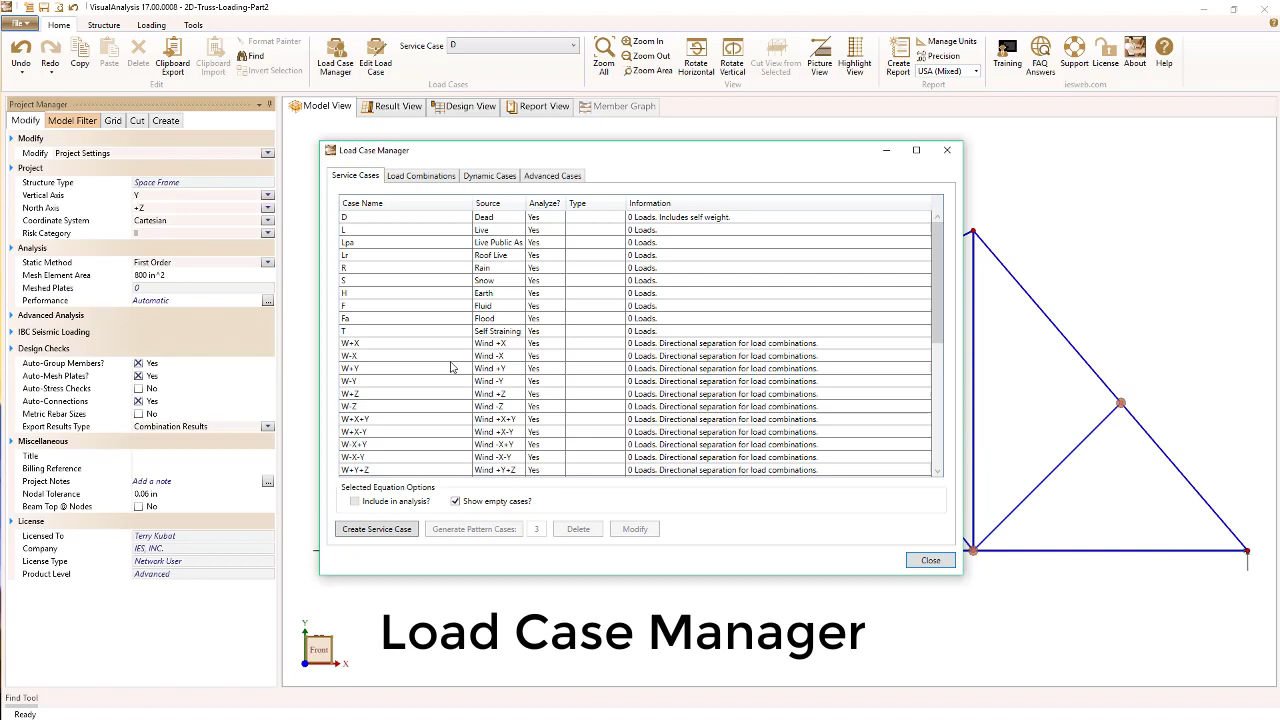 VisualAnalysis 17.00.0008 - 2D-Truss-Loading-Part2
File Home Structure Loading Tools
Undo Redo Copy Paste Delete Clipboard Export Clipboard Import
Format Painter
Find
Invert Selection
Edit
Load Case Manager Edit Load Case
Service Case D
Load Cases
Zoom All
Zoom In
Zoom Out
Zoom Area
Rotate Horizontal Rotate Vertical Cut View from Selected Picture View Highlight View
View
Create Report
Manage Units
Precision
USA (Mixed)
Report
Training FAQ Answers Support License About Help
iesweb.com
Project Manager
Modify Model Filter Grid Cut Create
Modify
Modify Project Settings
Project
Structure Type Space Frame
Vertical Axis Y
North Axis +Z
Coordinate System Cartesian
Risk Category II
Analysis
Static Method First Order
Mesh Element Area 800 in^2
Meshed Plates 0
Performance Automatic ...
Advanced Analysis
IBC Seismic Loading
Design Checks
Auto-Group Members? Yes
Auto-Mesh Plates? Yes
Auto-Stress Checks No
Auto-Connections Yes
Metric Rebar Sizes No
Export Results Type Combination Results
Miscellaneous
Title
Billing Reference
Project Notes Add a note ...
Nodal Tolerance 0.06 in
Beam Top @ Nodes No
License
Licensed To Terry Kubat
Company IES, INC.
License Type Network User
Product Level Advanced
Find Tool
Ready
Model View Result View Design View Report View Member Graph
Load Case Manager
Service Cases Load Combinations Dynamic Cases Advanced Cases
Case Name Source Analyze? Type Information
D Dead Yes 0 Loads. Includes self weight.
L Live Yes 0 Loads.
Lpa Live Public As Yes 0 Loads.
Lr Roof Live Yes 0 Loads.
R Rain Yes 0 Loads.
S Snow Yes 0 Loads.
H Earth Yes 0 Loads.
F Fluid Yes 0 Loads.
Fa Flood Yes 0 Loads.
T Self Straining Yes 0 Loads.
W+X Wind +X Yes 0 Loads. Directional separation for load combinations.
W-X Wind -X Yes 0 Loads. Directional separation for load combinations.
W+Y Wind +Y Yes 0 Loads. Directional separation for load combinations.
W-Y Wind -Y Yes 0 Loads. Directional separation for load combinations.
W+Z Wind +Z Yes 0 Loads. Directional separation for load combinations.
W-Z Wind -Z Yes 0 Loads. Directional separation for load combinations.
W+X+Y Wind +X+Y Yes 0 Loads. Directional separation for load combinations.
W+X-Y Wind +X-Y Yes 0 Loads. Directional separation for load combinations.
W-X+Y Wind -X+Y Yes 0 Loads. Directional separation for load combinations.
W-X-Y Wind -X-Y Yes 0 Loads. Directional separation for load combinations.
W+Y+Z Wind +Y+Z Yes 0 Loads. Directional separation for load combinations.
Selected Equation Options
Include in analysis? Show empty cases?
Create Service Case Generate Pattern Cases: 3 Delete Modify
Close
Y
Front
X
Load Case Manager